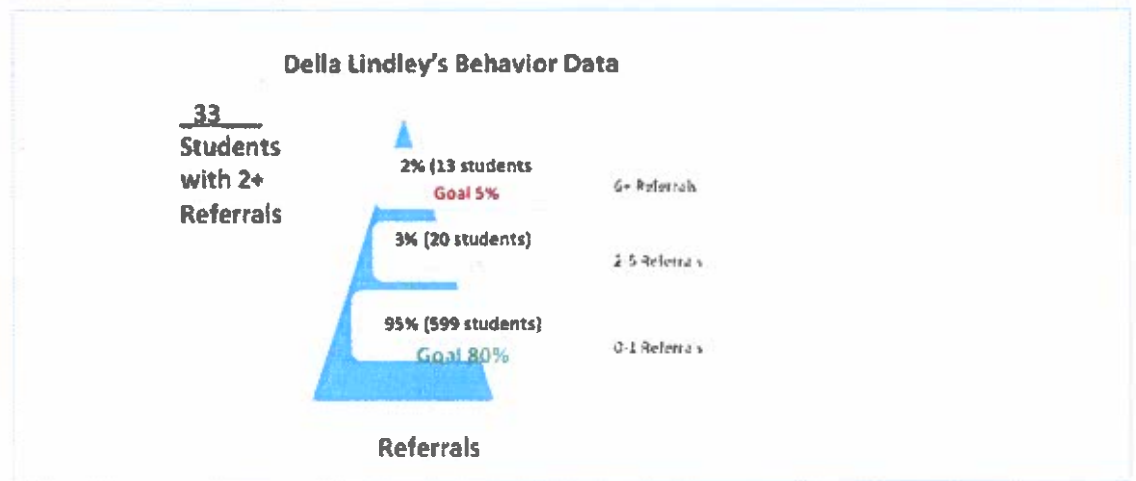 Della Lindley's Behavior Data
33
Students
with 2+
Referrals
2% (13 students
Goal 5%
6+ Referrals
3% (20 students)
2-5 Referrals
95% (599 students)
Goal 80%
0-1 Referrals
Referrals